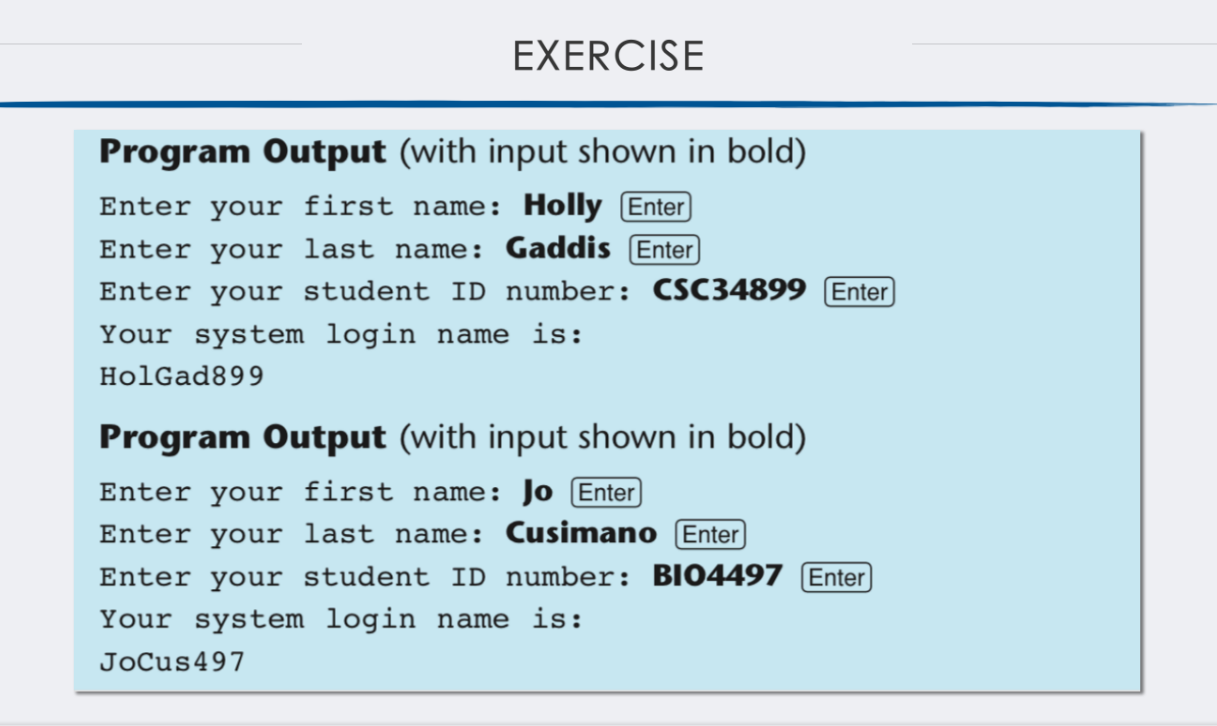 EXERCISE
Program Output (with input shown in bold)
Enter your first name: Holly Enter
Enter your last name: Gaddis Enter
Enter your student ID number: CSC34899 Enter
Your system login name is:
HolGad899
Program Output (with input shown in bold)
Enter your first name: Jo Enter
Enter your last name: Cusimano Enter
Enter your student ID number: BIO4497 Enter
Your system login name is:
JoCus497